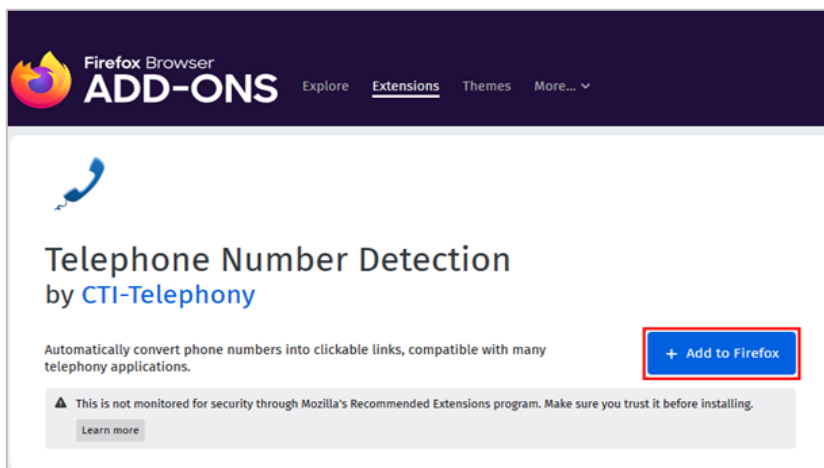 Firefox Browser
ADD-ONS
Explore Extensions Themes More...
Telephone Number Detection
by CTI-Telephony
Automatically convert phone numbers into clickable links, compatible with many
telephony applications.
+ Add to Firefox
This is not monitored for security through Mozilla's Recommended Extensions program. Make sure you trust it before installing.
Learn more